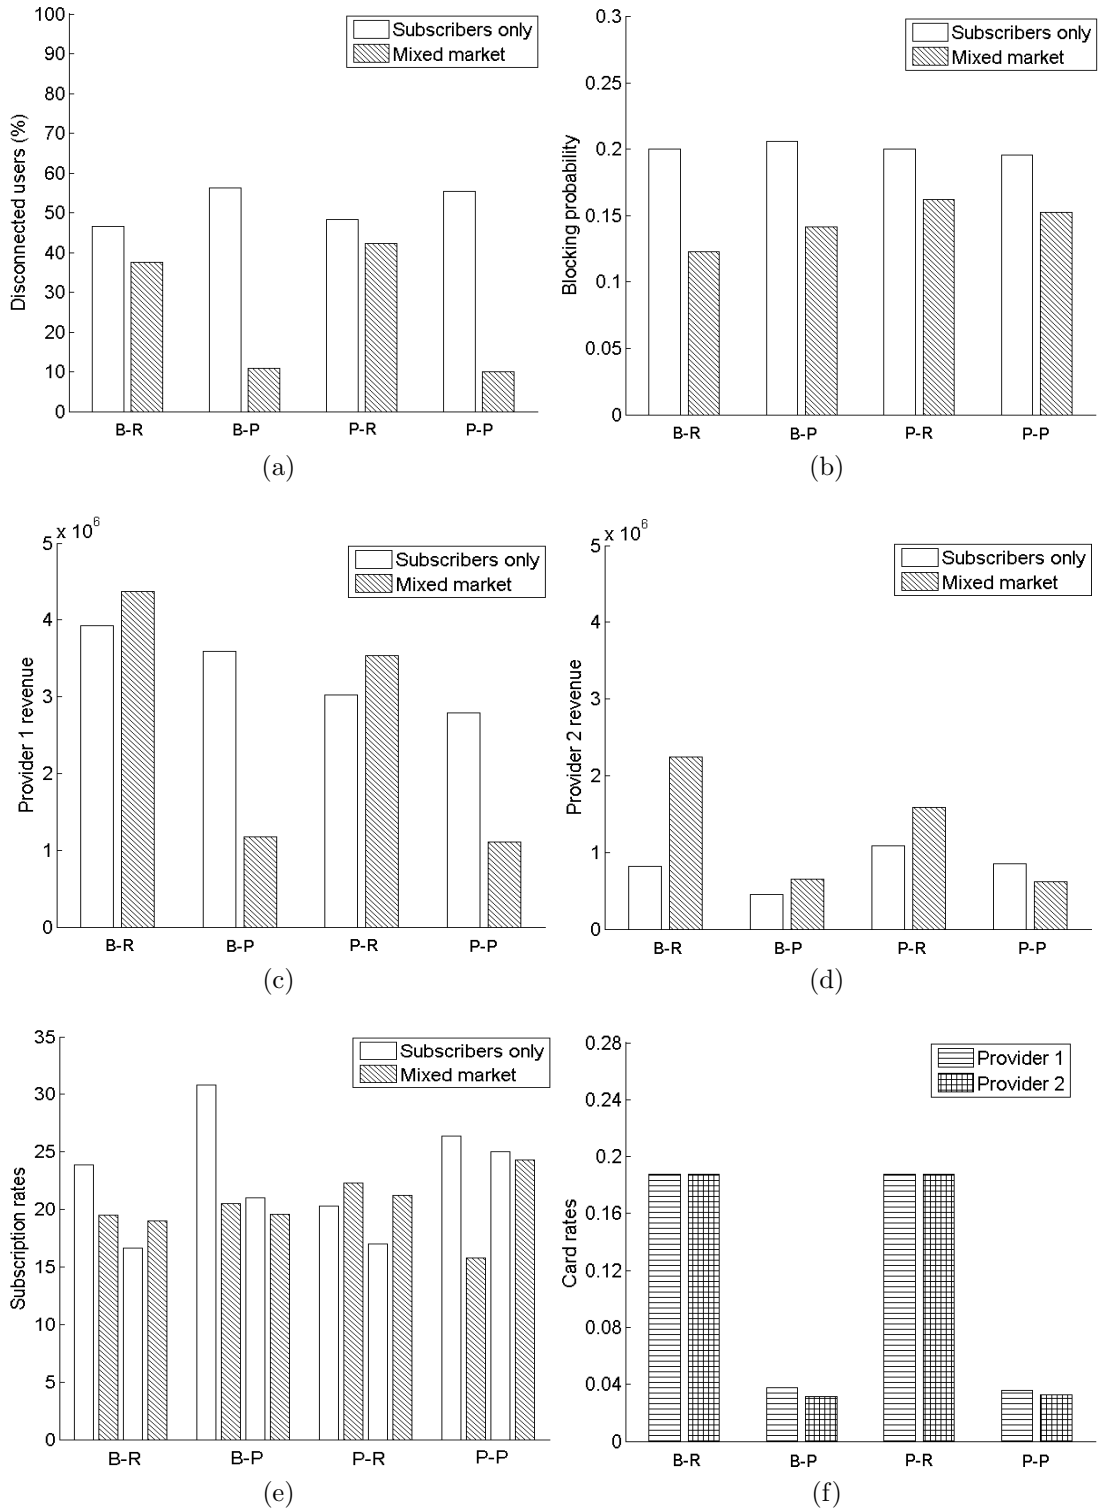 100
90
80
70
60
50
40
30
20
10
0
Disconnected users (%)
Subscribers only
Mixed market
B-R B-P P-R P-P
(a)
0.3
0.25
0.2
0.15
0.1
0.05
0
Blocking probability
Subscribers only
Mixed market
B-R B-P P-R P-P
(b)
x 10^6
5
4
3
2
1
0
Provider 1 revenue
Subscribers only
Mixed market
B-R B-P P-R P-P
(c)
x 10^6
5
4
3
2
1
0
Provider 2 revenue
Subscribers only
Mixed market
B-R B-P P-R P-P
(d)
35
30
25
20
15
10
5
0
Subscription rates
Subscribers only
Mixed market
B-R B-P P-R P-P
(e)
0.28
0.24
0.2
0.16
0.12
0.08
0.04
0
Card rates
Provider 1
Provider 2
B-R B-P P-R P-P
(f)